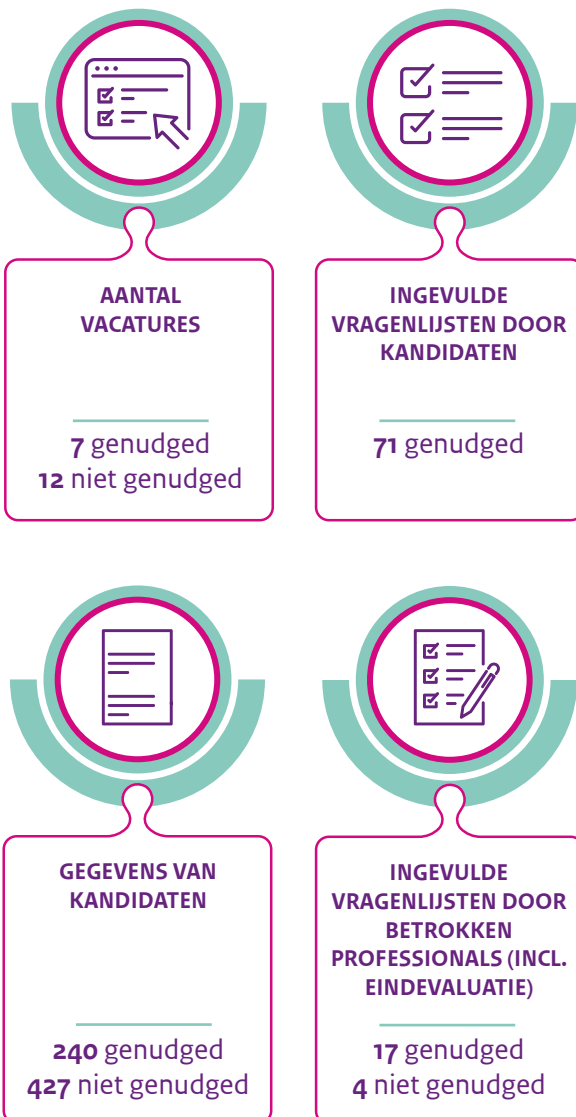 AANTAL
VACATURES
7 genudged
12 niet genudged
INGEVULDE
VRAGENLIJSTEN DOOR
KANDIDATEN
71 genudged
GEGEVENS VAN
KANDIDATEN
240 genudged
427 niet genudged
INGEVULDE
VRAGENLIJSTEN DOOR
BETROKKEN
PROFESSIONALS (INCL.
EINDEVALUATIE)
17 genudged
4 niet genudged